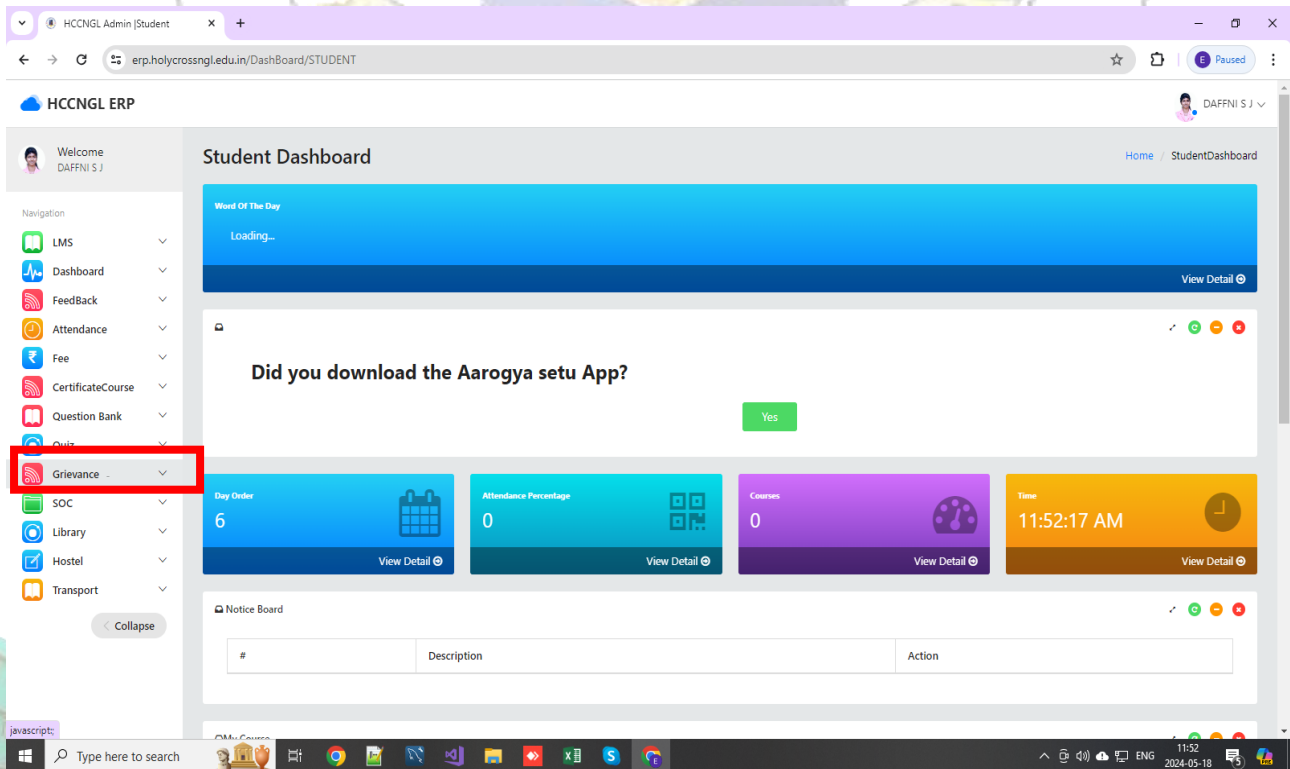 HCCNGL Admin |Student
erp.holycrossngl.edu.in/DashBoard/STUDENT
E Paused
HCCNGL ERP
DAFFNI S J
Welcome
DAFFNI S J
Navigation
LMS
Dashboard
FeedBack
Attendance
Fee
CertificateCourse
Question Bank
Quiz
Grievance
SOC
Library
Hostel
Transport
Collapse
Student Dashboard
Home / StudentDashboard
Word Of The Day
Loading...
View Detail
Did you download the Aarogya setu App?
Yes
Day Order
6
View Detail
Attendance Percentage
0
View Detail
Courses
0
View Detail
Time
11:52:17 AM
View Detail
Notice Board
# Description Action
My Course
javascript:;
Type here to search
ENG
11:52
2024-05-18
5